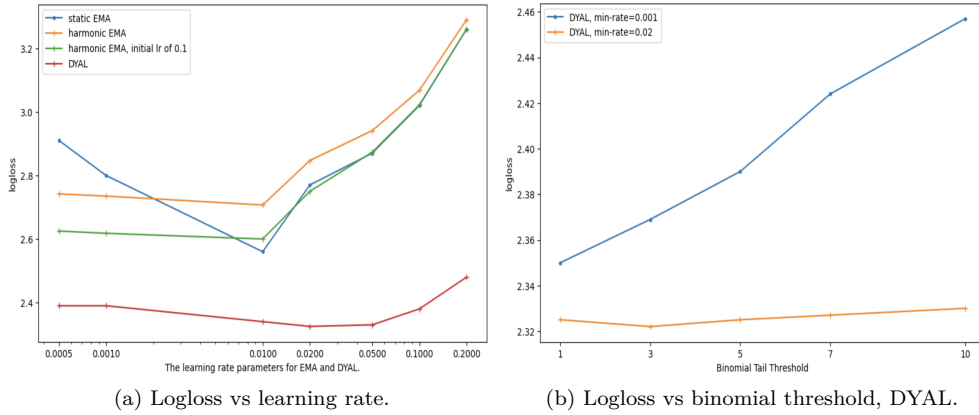 static EMA
harmonic EMA
harmonic EMA, initial lr of 0.1
DYAL
3.2
3.0
2.8
2.6
2.4
logloss
0.0005
0.0010
0.0100
0.0200
0.0500
0.1000
0.2000
The learning rate parameters for EMA and DYAL.
(a) Logloss vs learning rate.
DYAL, min-rate=0.001
DYAL, min-rate=0.02
2.46
2.44
2.42
2.40
2.38
2.36
2.34
2.32
logloss
1
3
5
7
10
Binomial Tail Threshold
(b) Logloss vs binomial threshold, DYAL.